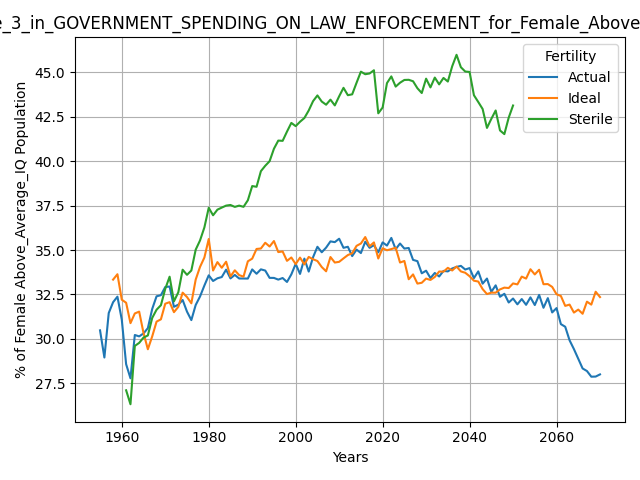 e_3_in_GOVERNMENT_SPENDING_ON_LAW_ENFORCEMENT_for_Female_Above
Fertility
Actual
Ideal
Sterile
% of Female Above_Average_IQ Population
45.0
42.5
40.0
37.5
35.0
32.5
30.0
27.5
1960
1980
2000
2020
2040
2060
Years